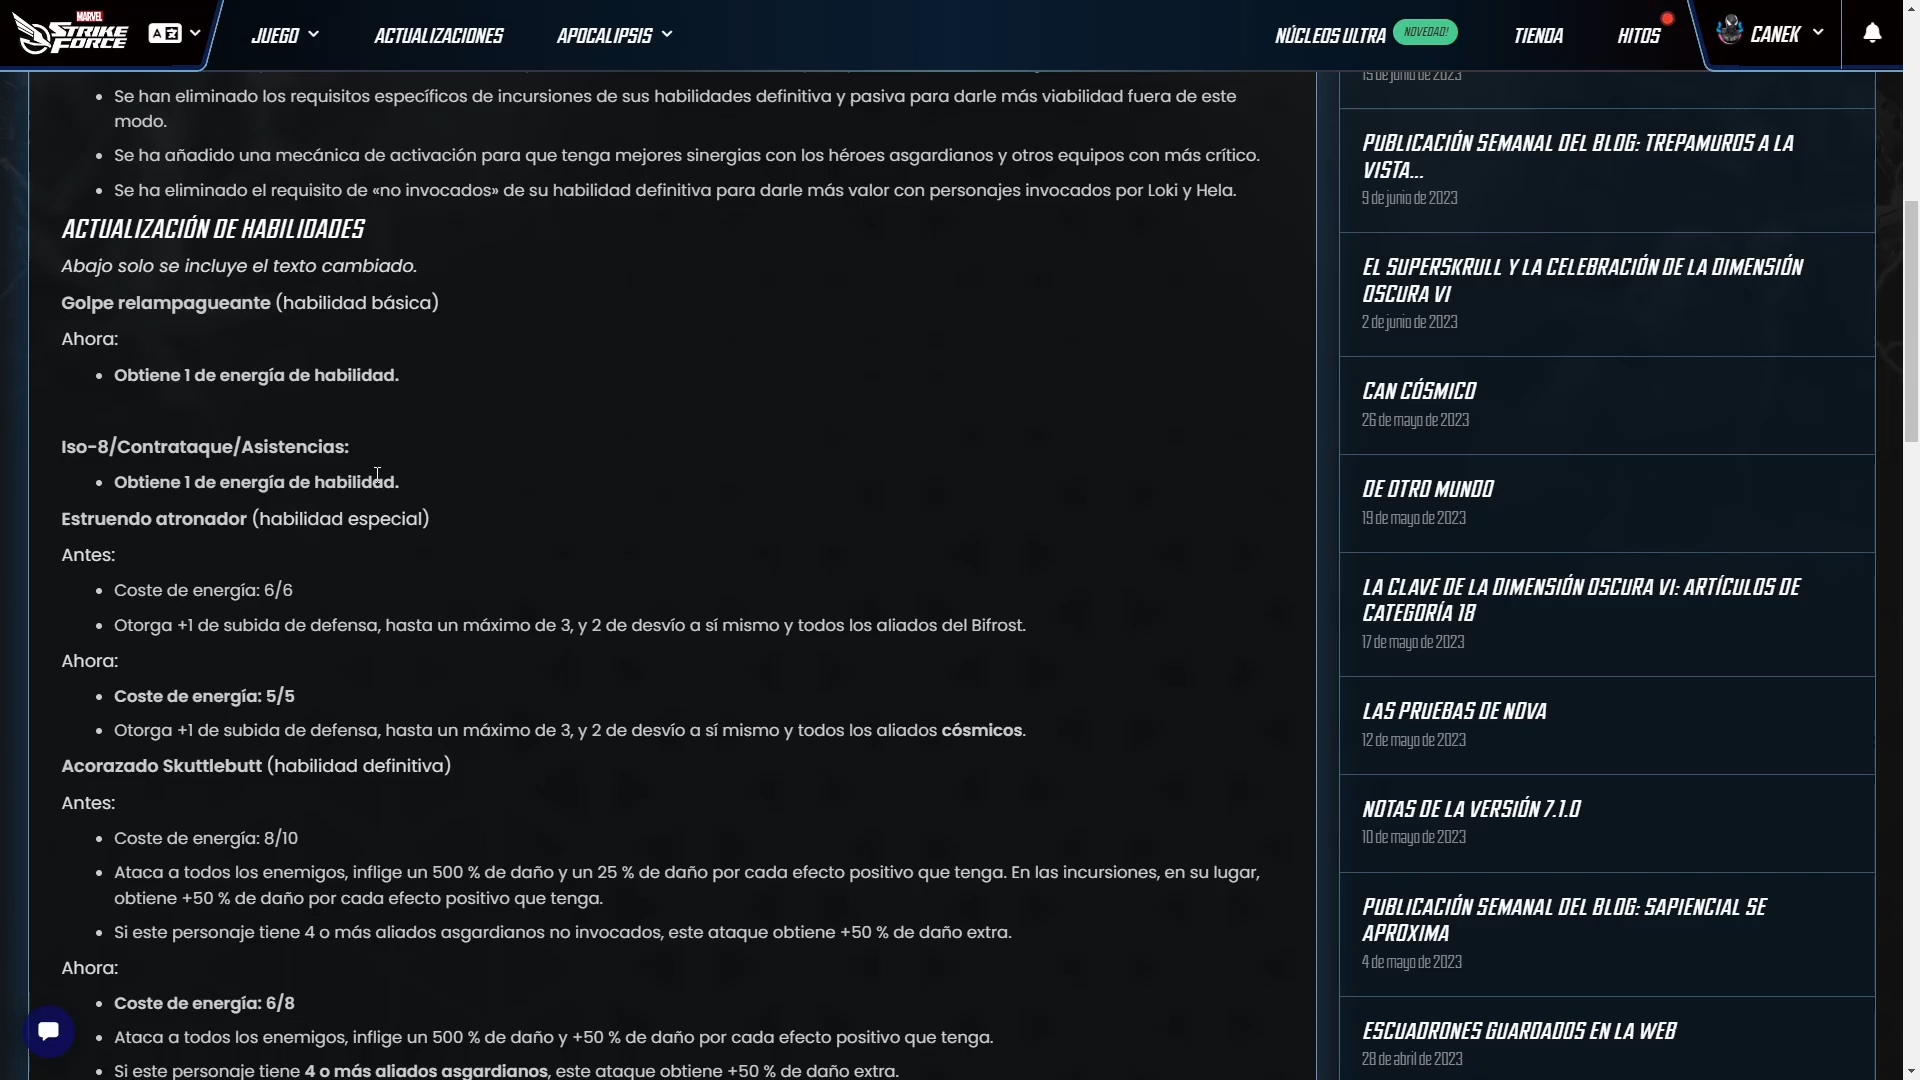 MARVEL
STRIKE
FORCE
JUEGO
ACTUALIZACIONES
APOCALIPSIS
NÚCLEOS ULTRA
NOVEDAD!
TIENDA
HITOS
CANEK
Se han eliminado los requisitos específicos de incursiones de sus habilidades definitiva y pasiva para darle más viabilidad fuera de este
modo.
Se ha añadido una mecánica de activación para que tenga mejores sinergias con los héroes asgardianos y otros equipos con más crítico.
Se ha eliminado el requisito de «no invocados» de su habilidad definitiva para darle más valor con personajes invocados por Loki y Hela.
ACTUALIZACIÓN DE HABILIDADES
Abajo solo se incluye el texto cambiado.
Golpe relampagueante (habilidad básica)
Ahora:
Obtiene 1 de energía de habilidad.
Iso-8/Contrataque/Asistencias:
Obtiene 1 de energía de habilidad.
Estruendo atronador (habilidad especial)
Antes:
Coste de energía: 6/6
Otorga +1 de subida de defensa, hasta un máximo de 3, y 2 de desvío a sí mismo y todos los aliados del Bifrost.
Ahora:
Coste de energía: 5/5
Otorga +1 de subida de defensa, hasta un máximo de 3, y 2 de desvío a sí mismo y todos los aliados cósmicos.
Acorazado Skuttlebutt (habilidad definitiva)
Antes:
Coste de energía: 8/10
Ataca a todos los enemigos, inflige un 500 % de daño y un 25 % de daño por cada efecto positivo que tenga. En las incursiones, en su lugar,
obtiene +50 % de daño por cada efecto positivo que tenga.
Si este personaje tiene 4 o más aliados asgardianos no invocados, este ataque obtiene +50 % de daño extra.
Ahora:
Coste de energía: 6/8
Ataca a todos los enemigos, inflige un 500 % de daño y +50 % de daño por cada efecto positivo que tenga.
Si este personaje tiene 4 o más aliados asgardianos, este ataque obtiene +50 % de daño extra.
15 de junio de 2023
PUBLICACIÓN SEMANAL DEL BLOG: TREPAMUROS A LA
VISTA...
9 de junio de 2023
EL SUPERSKRULL Y LA CELEBRACIÓN DE LA DIMENSIÓN
OSCURA VI
2 de junio de 2023
CAN CÓSMICO
26 de mayo de 2023
DE OTRO MUNDO
19 de mayo de 2023
LA CLAVE DE LA DIMENSIÓN OSCURA VI: ARTÍCULOS DE
CATEGORÍA 18
17 de mayo de 2023
LAS PRUEBAS DE NOVA
12 de mayo de 2023
NOTAS DE LA VERSIÓN 7.1.0
10 de mayo de 2023
PUBLICACIÓN SEMANAL DEL BLOG: SAPIENCIAL SE
APROXIMA
4 de mayo de 2023
ESCUADRONES GUARDADOS EN LA WEB
28 de abril de 2023